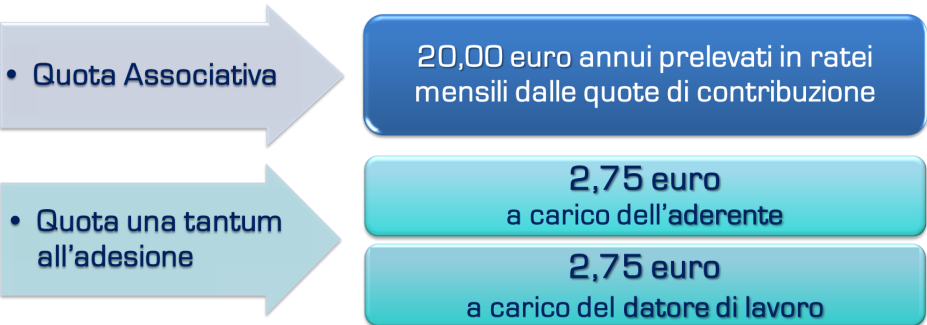 • Quota Associativa
20,00 euro annui prelevati in ratei
mensili dalle quote di contribuzione
• Quota una tantum
all'adesione
2,75 euro
a carico dell'aderente
2,75 euro
a carico del datore di lavoro